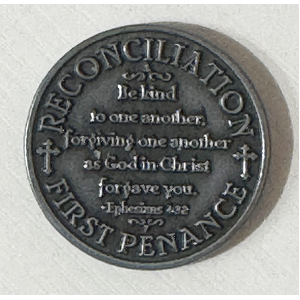 RECONCILIATION
Be kind
to one another,
forgiving one another
as God in Christ
forgave you.
-Ephesians 4:32
FIRST PENANCE